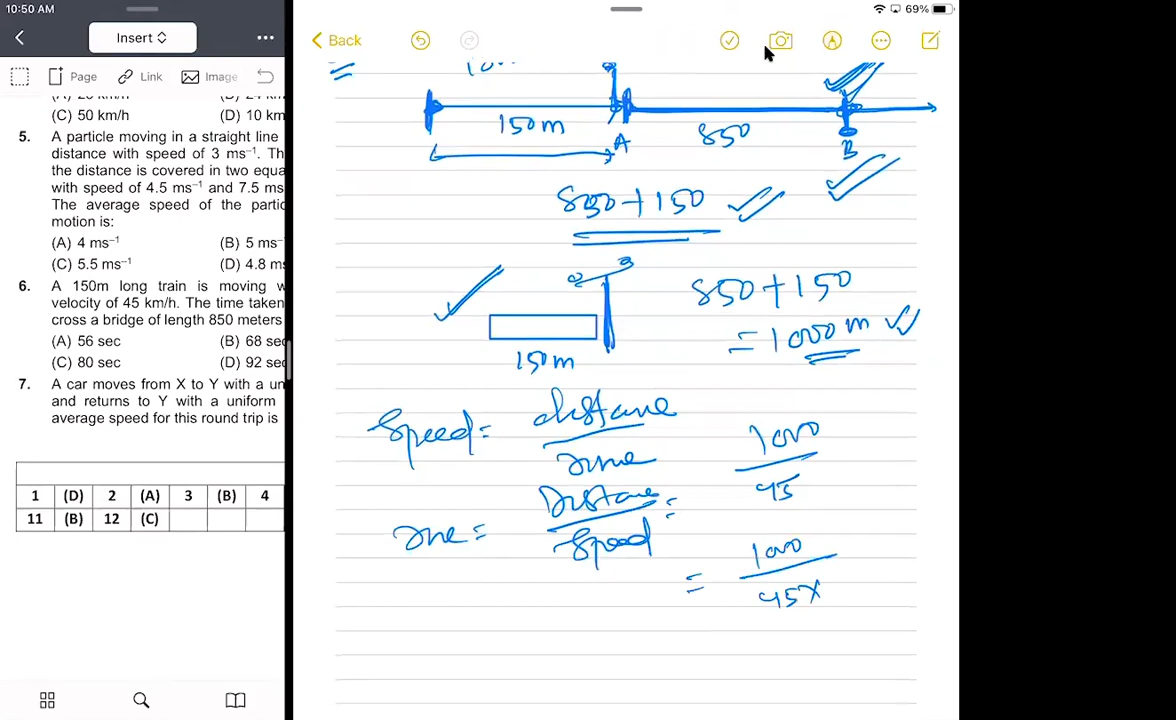 10:50 AM
69%
Insert
Page Link Image
(C) 50 km/h (D) 10 km
5. A particle moving in a straight line
distance with speed of 3 ms⁻¹. Th
the distance is covered in two equa
with speed of 4.5 ms⁻¹ and 7.5 ms
The average speed of the partic
motion is:
(A) 4 ms⁻¹ (B) 5 ms⁻
(C) 5.5 ms⁻¹ (D) 4.8 ms
6. A 150m long train is moving w
velocity of 45 km/h. The time taken
cross a bridge of length 850 meters
(A) 56 sec (B) 68 sec
(C) 80 sec (D) 92 sec
7. A car moves from X to Y with a un
and returns to Y with a uniform
average speed for this round trip is
1 (D) 2 (A) 3 (B) 4
11 (B) 12 (C)
Back
150 m A 850 B
850 + 150
850 + 150
= 1000 m
150 m
Speed = distane / time
1000 / 45
time = Distane / Speed =
= 1000 / 45×